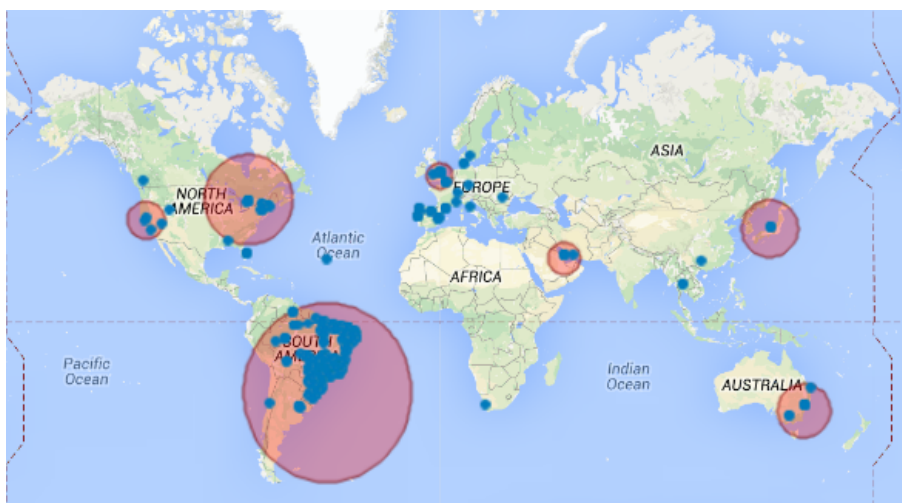 ASIA
NORTH
AMERICA
EUROPE
Atlantic
Ocean
AFRICA
SOUTH
AMERICA
Pacific
Ocean
Indian
Ocean
AUSTRALIA